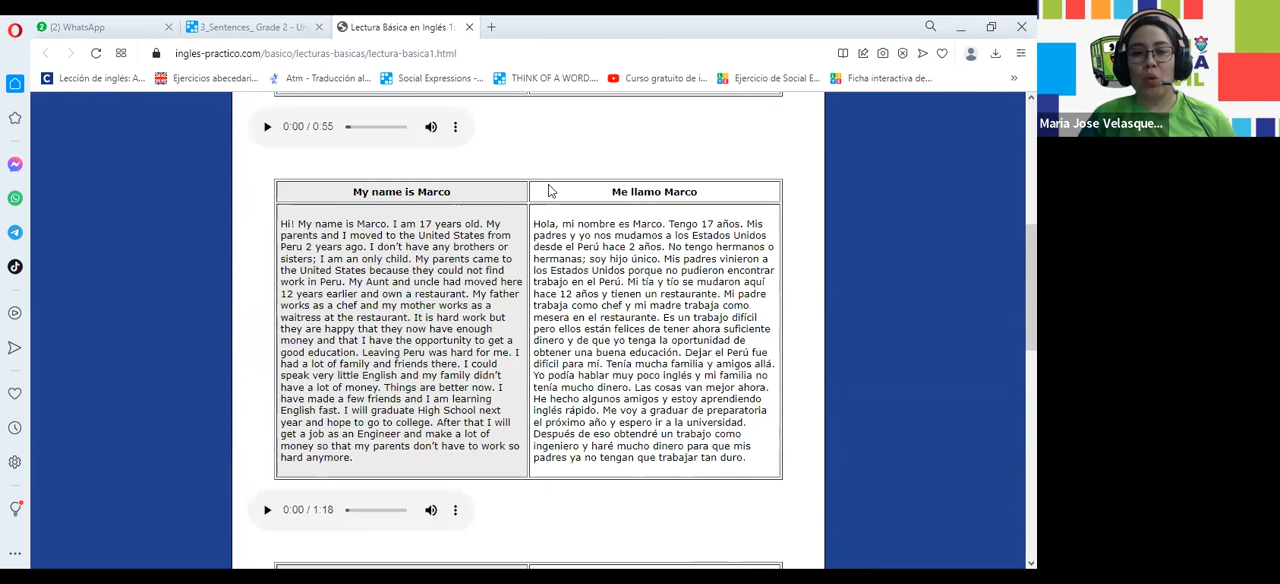 2 (2) WhatsApp
3_Sentences_ Grade 2 - Un
Lectura Básica en Inglés 1:
ingles-practico.com/basico/lecturas-basicas/lectura-basica1.html
Lección de inglés: A...
Ejercicios abecedari...
Atm - Traducción al...
Social Expressions -...
THINK OF A WORD....
Curso gratuito de i...
Ejercicio de Social E...
Ficha interactiva de...
»
Maria Jose Velasque...
0:00 / 0:55
My name is Marco
Hi! My name is Marco. I am 17 years old. My
parents and I moved to the United States from
Peru 2 years ago. I don't have any brothers or
sisters; I am an only child. My parents came to
the United States because they could not find
work in Peru. My Aunt and uncle had moved here
12 years earlier and own a restaurant. My father
works as a chef and my mother works as a
waitress at the restaurant. It is hard work but
they are happy that they now have enough
money and that I have the opportunity to get a
good education. Leaving Peru was hard for me. I
had a lot of family and friends there. I could
speak very little English and my family didn't
have a lot of money. Things are better now. I
have made a few friends and I am learning
English fast. I will graduate High School next
year and hope to go to college. After that I will
get a job as an Engineer and make a lot of
money so that my parents don't have to work so
hard anymore.
Me llamo Marco
Hola, mi nombre es Marco. Tengo 17 años. Mis
padres y yo nos mudamos a los Estados Unidos
desde el Perú hace 2 años. No tengo hermanos o
hermanas; soy hijo único. Mis padres vinieron a
los Estados Unidos porque no pudieron encontrar
trabajo en el Perú. Mi tía y tío se mudaron aquí
hace 12 años y tienen un restaurante. Mi padre
trabaja como chef y mi madre trabaja como
mesera en el restaurante. Es un trabajo difícil
pero ellos están felices de tener ahora suficiente
dinero y de que yo tenga la oportunidad de
obtener una buena educación. Dejar el Perú fue
difícil para mí. Tenía mucha familia y amigos allá.
Yo podía hablar muy poco inglés y mi familia no
tenía mucho dinero. Las cosas van mejor ahora.
He hecho algunos amigos y estoy aprendiendo
inglés rápido. Me voy a graduar de preparatoria
el próximo año y espero ir a la universidad.
Después de eso obtendré un trabajo como
ingeniero y haré mucho dinero para que mis
padres ya no tengan que trabajar tan duro.
0:00 / 1:18